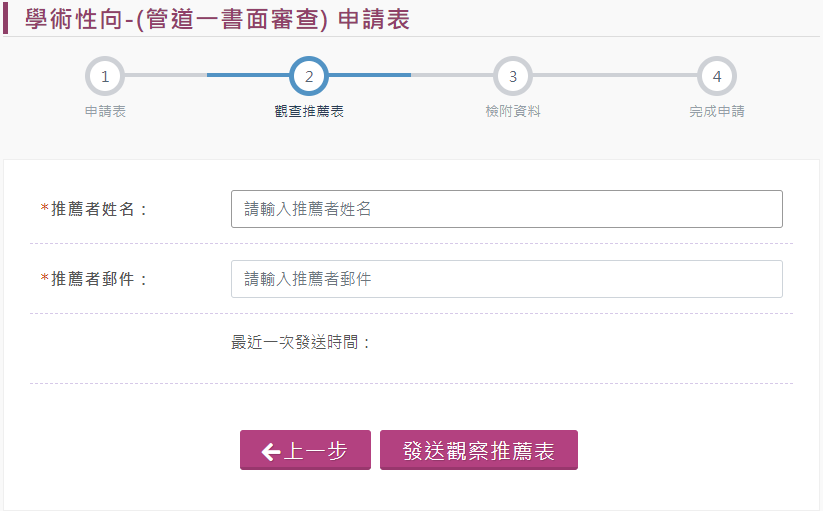 學術性向-(管道一書面審查) 申請表
1
2
3
4
申請表
觀查推薦表
檢附資料
完成申請
*推薦者姓名：
請輸入推薦者姓名
*推薦者郵件：
請輸入推薦者郵件
最近一次發送時間：
上一步
發送觀察推薦表